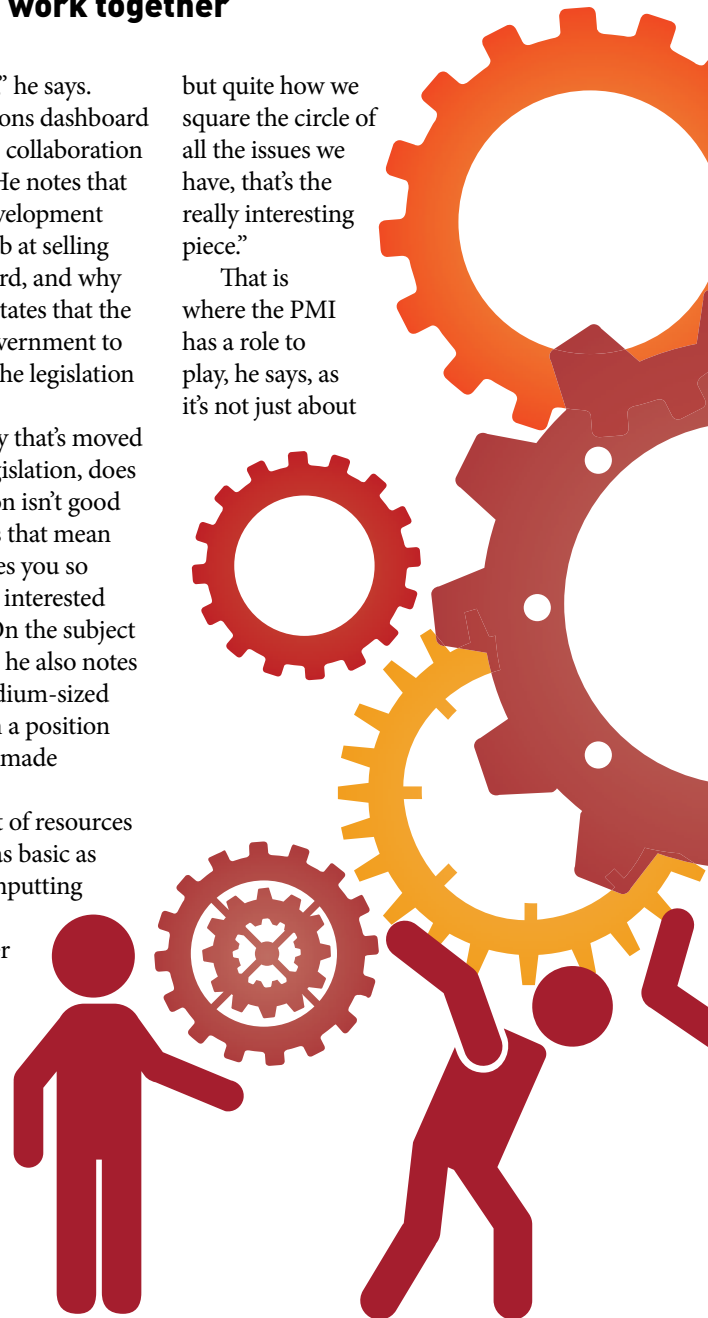 work together
” he says.
ons dashboard
collaboration
He notes that
velopment
b at selling
rd, and why
tates that the
vernment to
he legislation
y that’s moved
gislation, does
on isn’t good
s that mean
es you so
interested
On the subject
he also notes
dium-sized
a position
made
t of resources
as basic as
nputting
er
but quite how we
square the circle of
all the issues we
have, that’s the
really interesting
piece.”
That is
where the PMI
has a role to
play, he says, as
it’s not just about